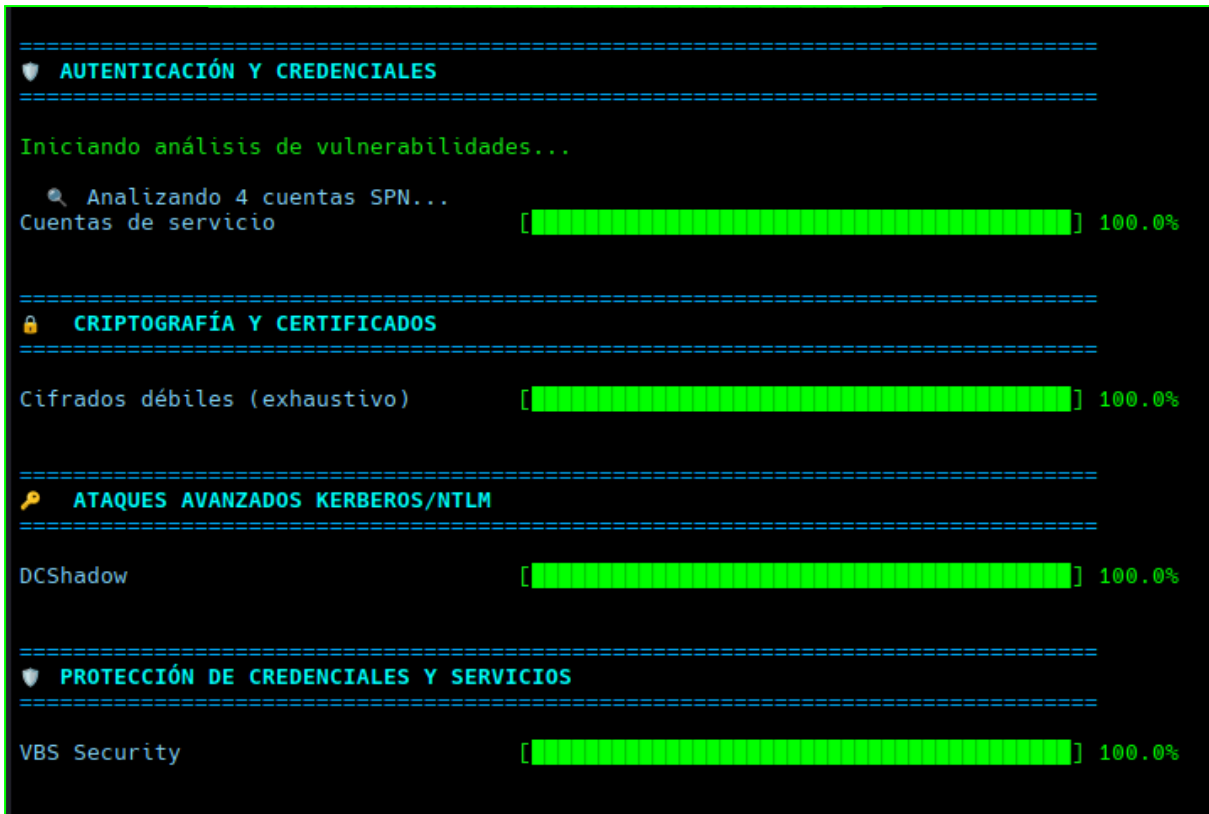 ================================================================================
🛡 AUTENTICACIÓN Y CREDENCIALES
================================================================================
Iniciando análisis de vulnerabilidades...
🔍 Analizando 4 cuentas SPN...
Cuentas de servicio [████████████████████████████████████████] 100.0%
================================================================================
🔒 CRIPTOGRAFÍA Y CERTIFICADOS
================================================================================
Cifrados débiles (exhaustivo) [████████████████████████████████████████] 100.0%
================================================================================
🔑 ATAQUES AVANZADOS KERBEROS/NTLM
================================================================================
DCShadow [████████████████████████████████████████] 100.0%
================================================================================
🛡 PROTECCIÓN DE CREDENCIALES Y SERVICIOS
================================================================================
VBS Security [████████████████████████████████████████] 100.0%